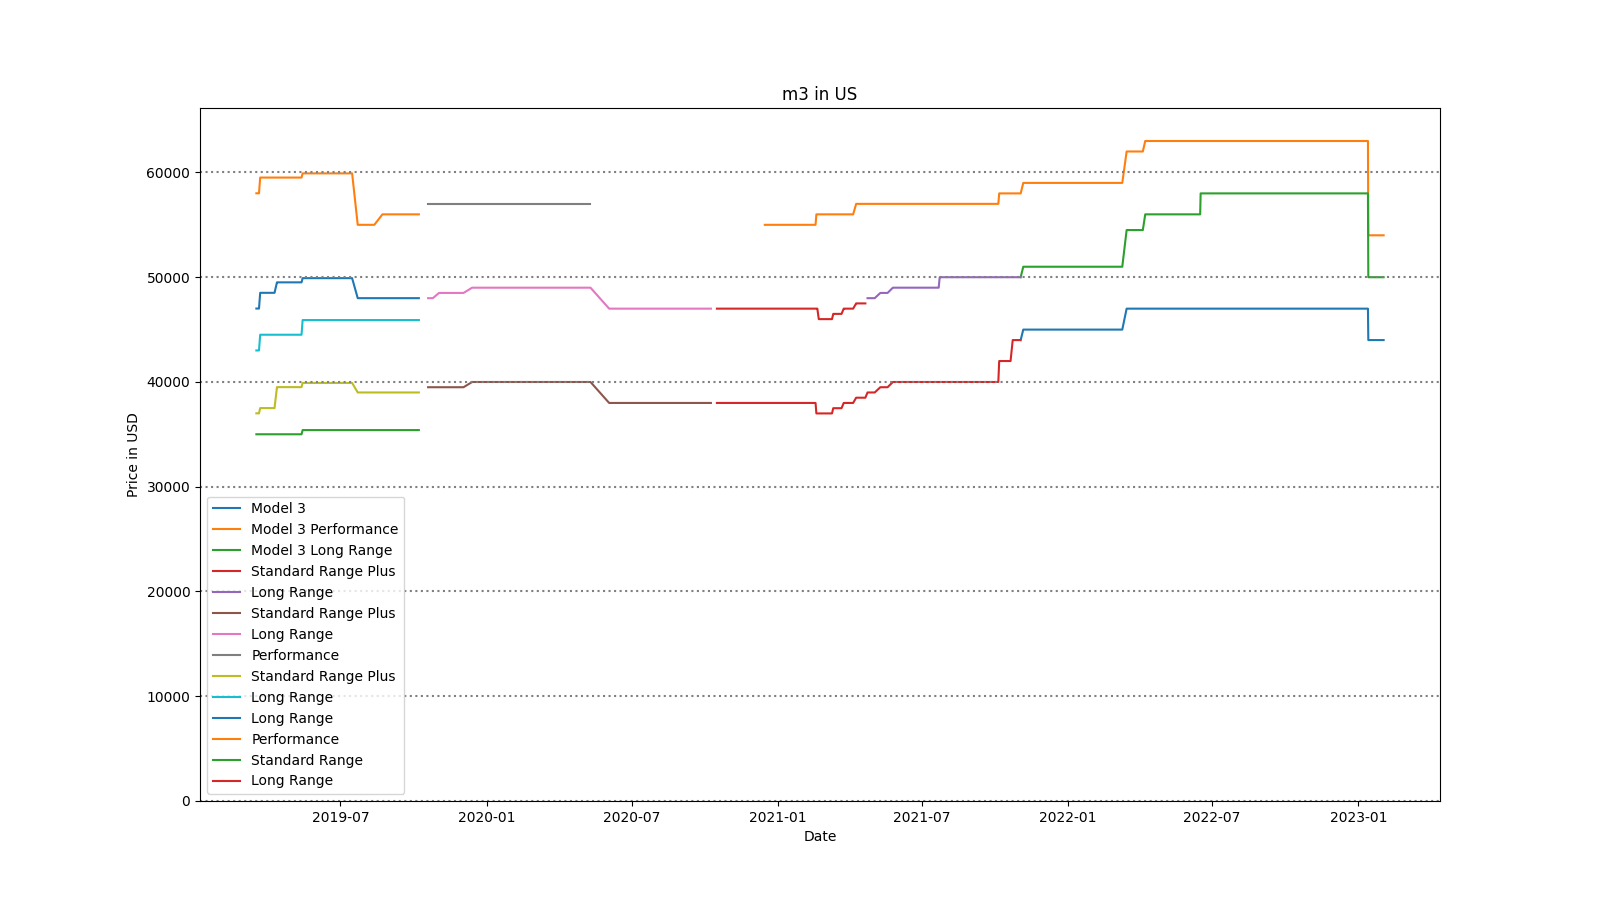 m3 in US
60000
50000
40000
30000
20000
10000
0
Price in USD
Model 3
Model 3 Performance
Model 3 Long Range
Standard Range Plus
Long Range
Standard Range Plus
Long Range
Performance
Standard Range Plus
Long Range
Long Range
Performance
Standard Range
Long Range
2019-07 2020-01 2020-07 2021-01 2021-07 2022-01 2022-07 2023-01
Date